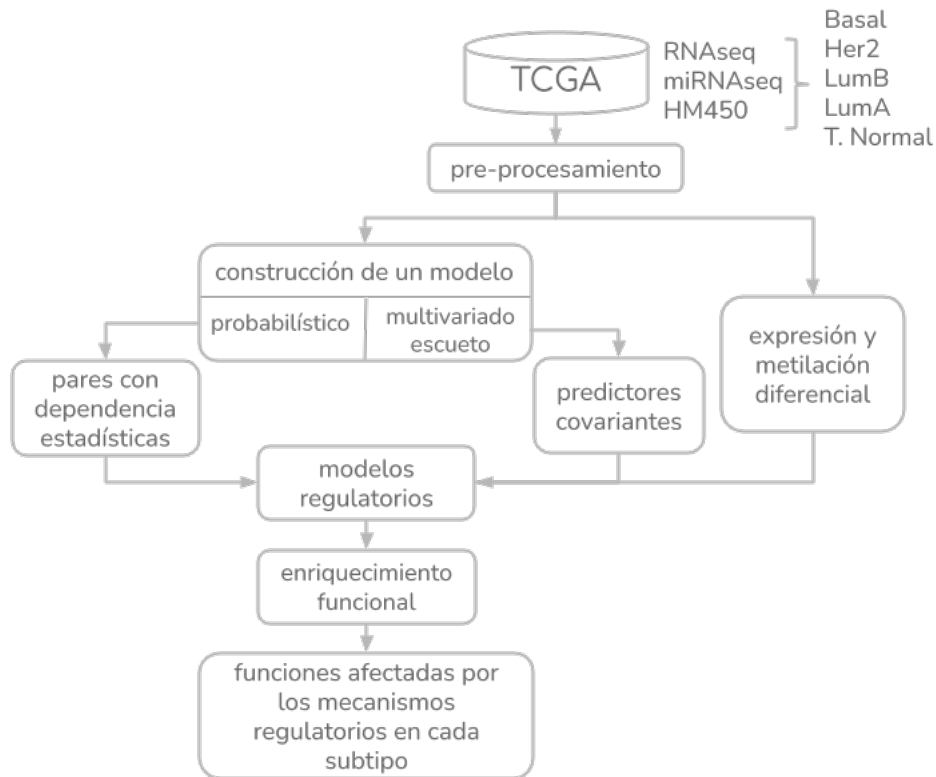 TCGA
RNAseq
miRNAseq
HM450
Basal
Her2
LumB
LumA
T. Normal
pre-procesamiento
construcción de un modelo
probabilístico
multivariado
escueto
expresión y
metilación
diferencial
pares con
dependencia
estadísticas
predictores
covariantes
modelos
regulatorios
enriquecimiento
funcional
funciones afectadas por
los mecanismos
regulatorios en cada
subtipo